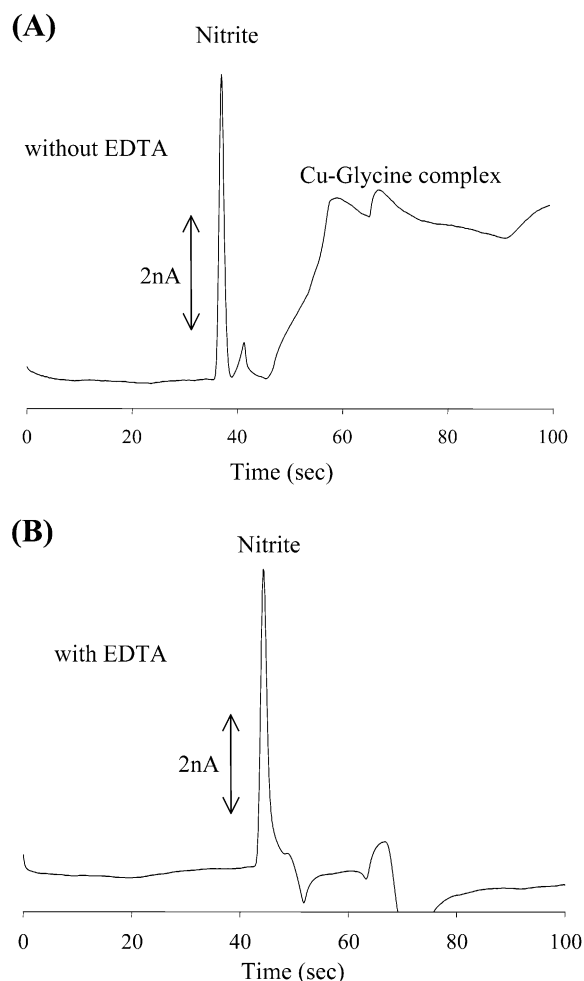 (A)
Nitrite
without EDTA
Cu-Glycine complex
2nA
0 20 40 60 80 100
Time (sec)
(B)
Nitrite
with EDTA
2nA
0 20 40 60 80 100
Time (sec)